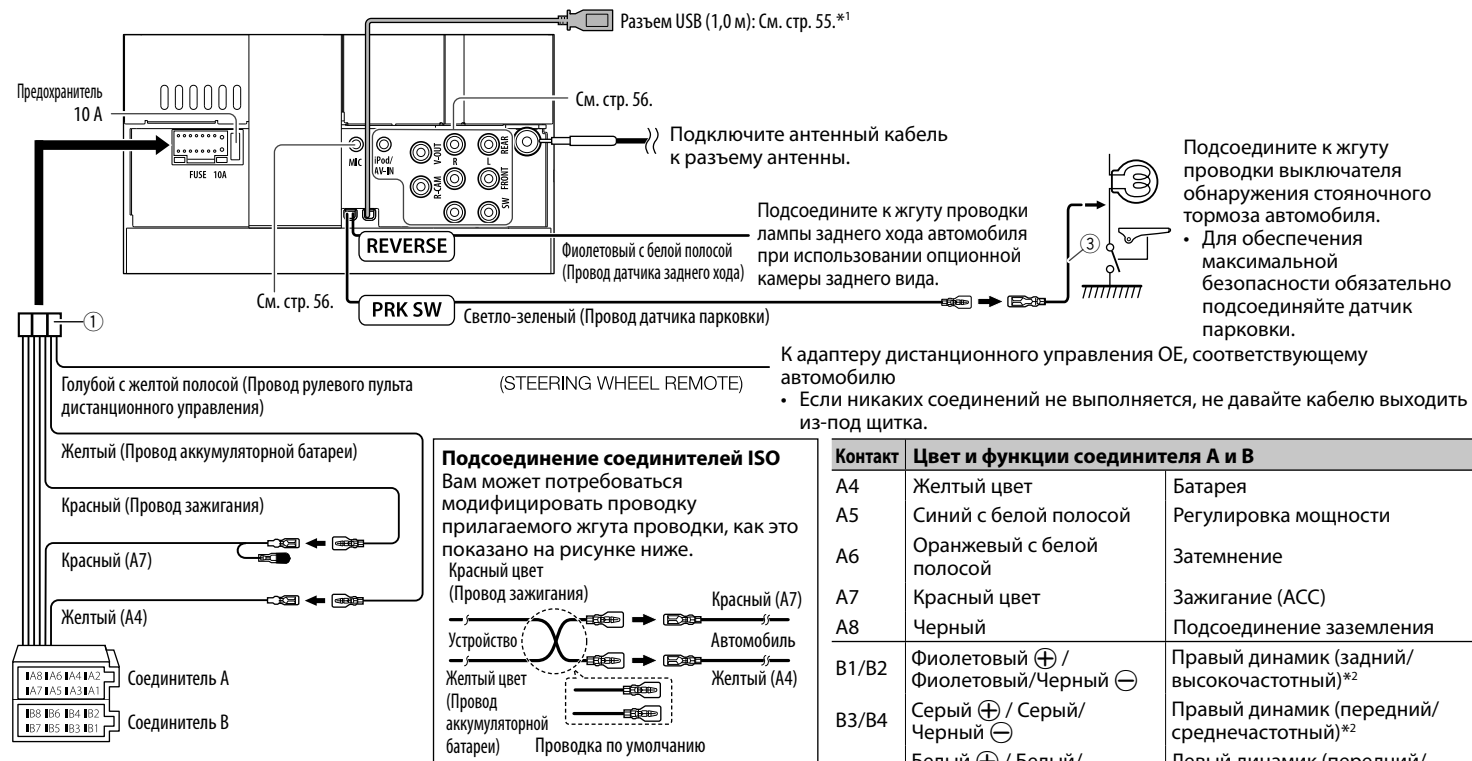 Разъем USB (1,0 м): См. стр. 55.*1
Предохранитель
10 А
См. стр. 56.
Подключите антенный кабель
к разъему антенны.
FUSE 10A
MIC
iPod/
AV-IN
V-OUT
R-CAM
R
L
REAR
FRONT
SW
REVERSE
Фиолетовый с белой полосой
(Провод датчика заднего хода)
Подсоедините к жгуту проводки
лампы заднего хода автомобиля
при использовании опционной
камеры заднего вида.
Подсоедините к жгуту
проводки выключателя
обнаружения стояночного
тормоза автомобиля.
• Для обеспечения
максимальной
безопасности обязательно
подсоединяйте датчик
парковки.
③
См. стр. 56.
PRK SW
Светло-зеленый (Провод датчика парковки)
①
Голубой с желтой полосой (Провод рулевого пульта
дистанционного управления)
(STEERING WHEEL REMOTE)
К адаптеру дистанционного управления OE, соответствующему
автомобилю
• Если никаких соединений не выполняется, не давайте кабелю выходить
из-под щитка.
Желтый (Провод аккумуляторной батареи)
Красный (Провод зажигания)
Красный (A7)
Желтый (A4)
A8 A6 A4 A2
A7 A5 A3 A1
Соединитель A
B8 B6 B4 B2
B7 B5 B3 B1
Соединитель B
Подсоединение соединителей ISO
Вам может потребоваться
модифицировать проводку
прилагаемого жгута проводки, как это
показано на рисунке ниже.
Красный цвет
(Провод зажигания)
Красный (A7)
Устройство
Автомобиль
Желтый цвет
(Провод
аккумуляторной
батареи)
Желтый (A4)
Проводка по умолчанию
Контакт Цвет и функции соединителя A и B
A4 Желтый цвет Батарея
A5 Синий с белой полосой Регулировка мощности
A6 Оранжевый с белой
полосой Затемнение
A7 Красный цвет Зажигание (ACC)
A8 Черный Подсоединение заземления
B1/B2 Фиолетовый ⊕ /
Фиолетовый/Черный ⊖ Правый динамик (задний/
высокочастотный)*2
B3/B4 Серый ⊕ / Серый/
Черный ⊖ Правый динамик (передний/
среднечастотный)*2
Белый ⊕ / Белый/ Левый динамик (передний/